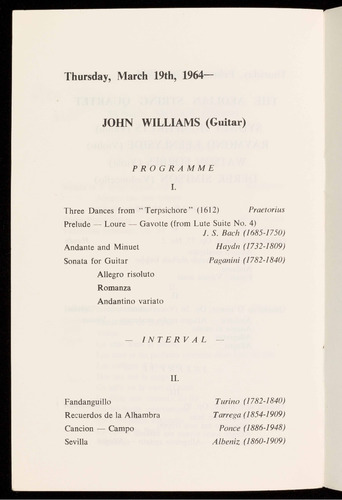 Thursday, March 19th, 1964—
JOHN WILLIAMS (Guitar)
PROGRAMME
I.
Three Dances from "Terpsichore" (1612) Praetorius
Prelude — Loure — Gavotte (from Lute Suite No. 4)
J. S. Bach (1685-1750)
Andante and Minuet Haydn (1732-1809)
Sonata for Guitar Paganini (1782-1840)
Allegro risoluto
Romanza
Andantino variato
— INTERVAL —
II.
Fandanguillo Turino (1782-1840)
Recuerdos de la Alhambra Tarrega (1854-1909)
Cancion — Campo Ponce (1886-1948)
Sevilla Albeniz (1860-1909)